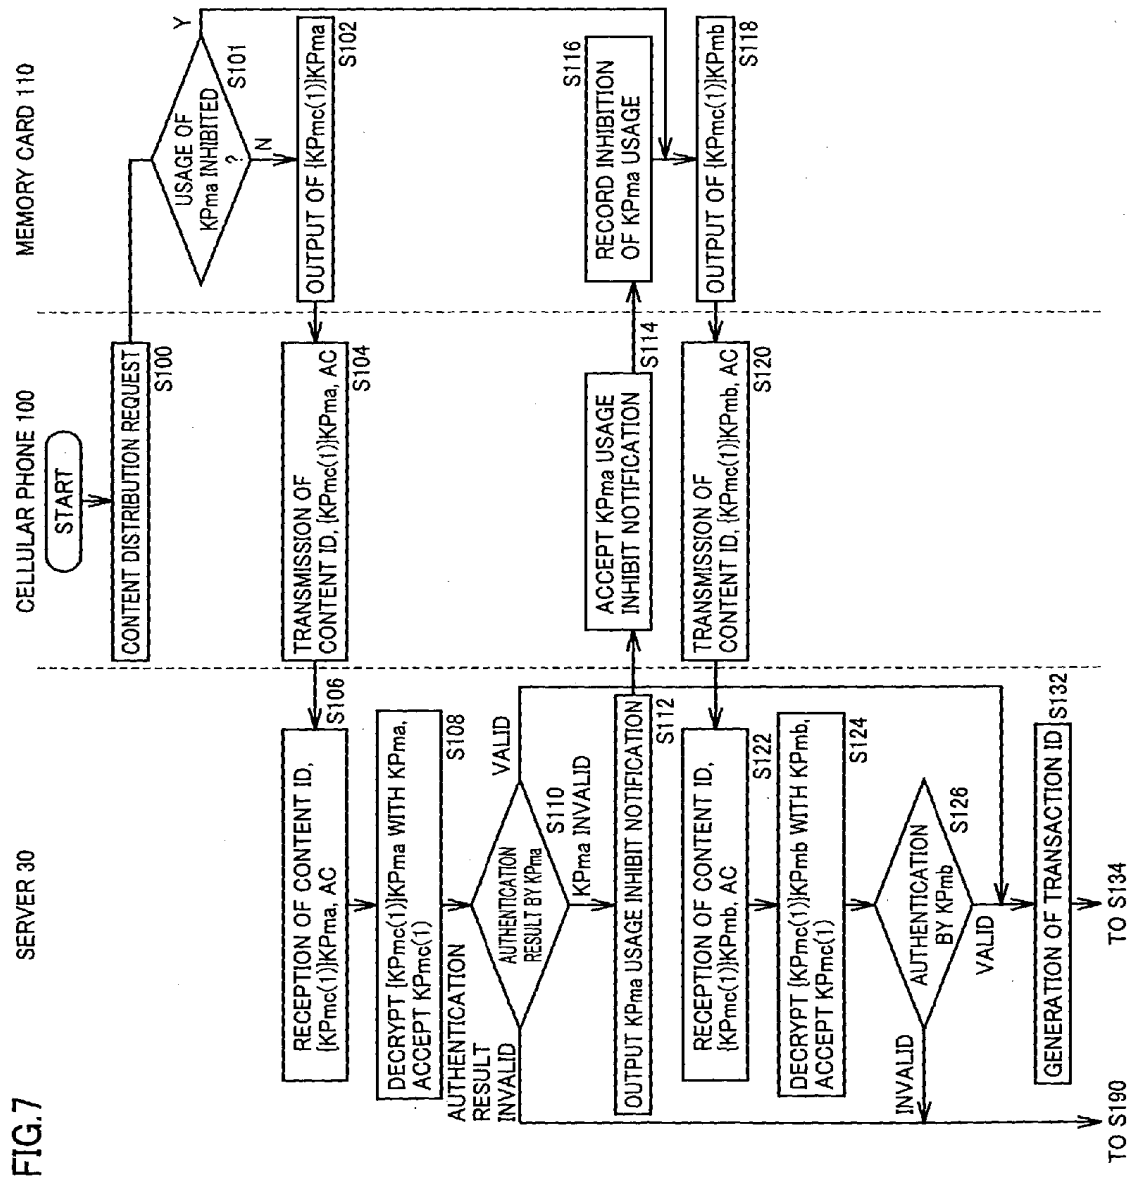 FIG.7
SERVER 30
CELLULAR PHONE 100
MEMORY CARD 110
START
CONTENT DISTRIBUTION REQUEST
S100
USAGE OF
KPma INHIBITED
?
S101
Y
N
OUTPUT OF {KPmc(1)}KPma
S102
TRANSMISSION OF
CONTENT ID, {KPmc(1)}KPma, AC
S104
RECEPTION OF CONTENT ID,
{KPmc(1)}KPma, AC
S106
DECRYPT {KPmc(1)}KPma WITH KPma,
ACCEPT KPmc(1)
S108
AUTHENTICATION
RESULT BY KPma
S110
VALID
KPma INVALID
AUTHENTICATION
RESULT
INVALID
OUTPUT KPma USAGE INHIBIT NOTIFICATION
S112
ACCEPT KPma USAGE
INHIBIT NOTIFICATION
S114
RECORD INHIBITION
OF KPma USAGE
S116
OUTPUT OF {KPmc(1)}KPmb
S118
TRANSMISSION OF
CONTENT ID, {KPmc(1)}KPmb, AC
S120
RECEPTION OF CONTENT ID,
{KPmc(1)}KPmb, AC
S122
DECRYPT {KPmc(1)}KPmb WITH KPmb,
ACCEPT KPmc(1)
S124
AUTHENTICATION
BY KPmb
S126
INVALID
VALID
GENERATION OF TRANSACTION ID
S132
TO S190
TO S134